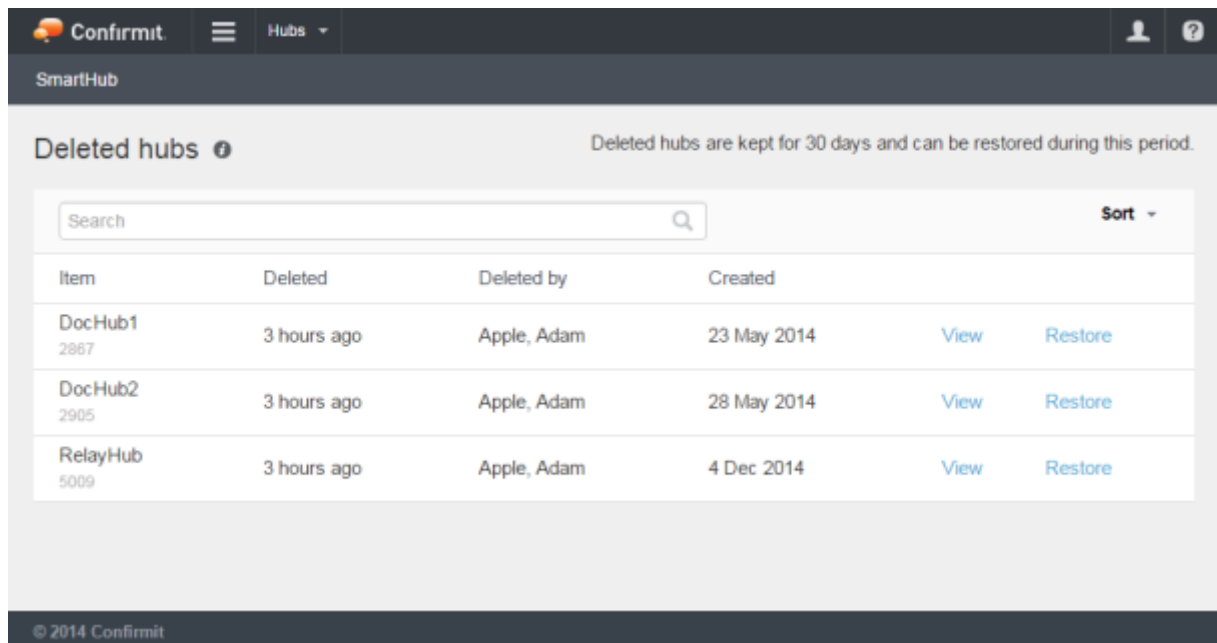 Confirmit. Hubs
SmartHub
Deleted hubs Deleted hubs are kept for 30 days and can be restored during this period.
Search Sort
Item Deleted Deleted by Created
DocHub1
2867
3 hours ago Apple, Adam 23 May 2014 View Restore
DocHub2
2905
3 hours ago Apple, Adam 28 May 2014 View Restore
RelayHub
5009
3 hours ago Apple, Adam 4 Dec 2014 View Restore
© 2014 Confirmit